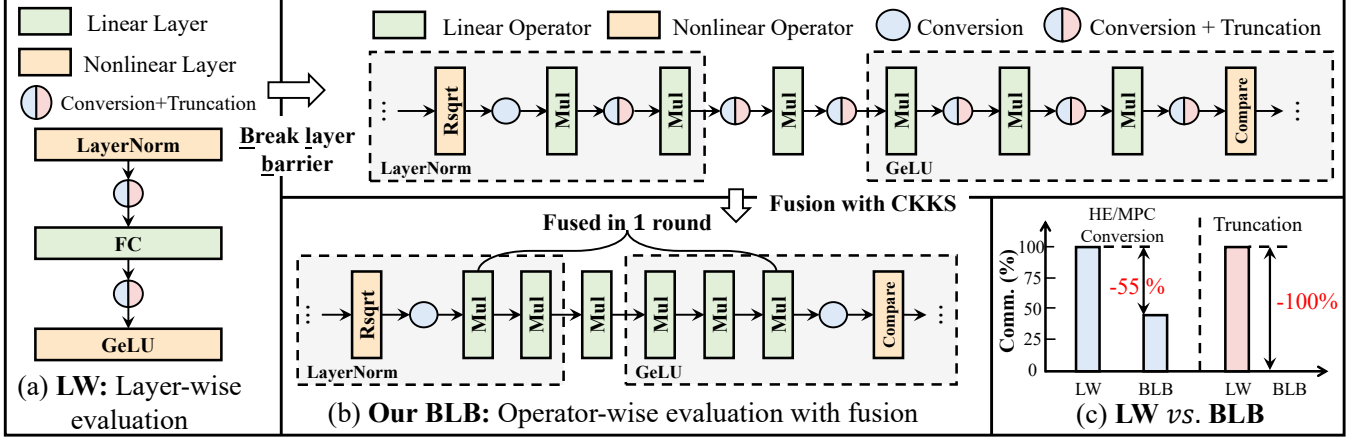 Linear Layer
Nonlinear Layer
Conversion+Truncation
LayerNorm
FC
GeLU
(a) LW: Layer-wise
evaluation
Break layer
barrier
Linear Operator
Nonlinear Operator
Conversion
Conversion + Truncation
⋮
Rsqrt
Mul
Mul
Mul
Mul
Mul
Mul
Compare
⋮
LayerNorm
GeLU
Fusion with CKKS
Fused in 1 round
⋮
Rsqrt
Mul
Mul
Mul
Mul
Mul
Mul
Compare
⋮
LayerNorm
GeLU
(b) Our BLB: Operator-wise evaluation with fusion
HE/MPC
Conversion
Truncation
Comm. (%)
100
75
50
25
0
-55 %
-100%
LW
BLB
LW
BLB
(c) LW vs. BLB